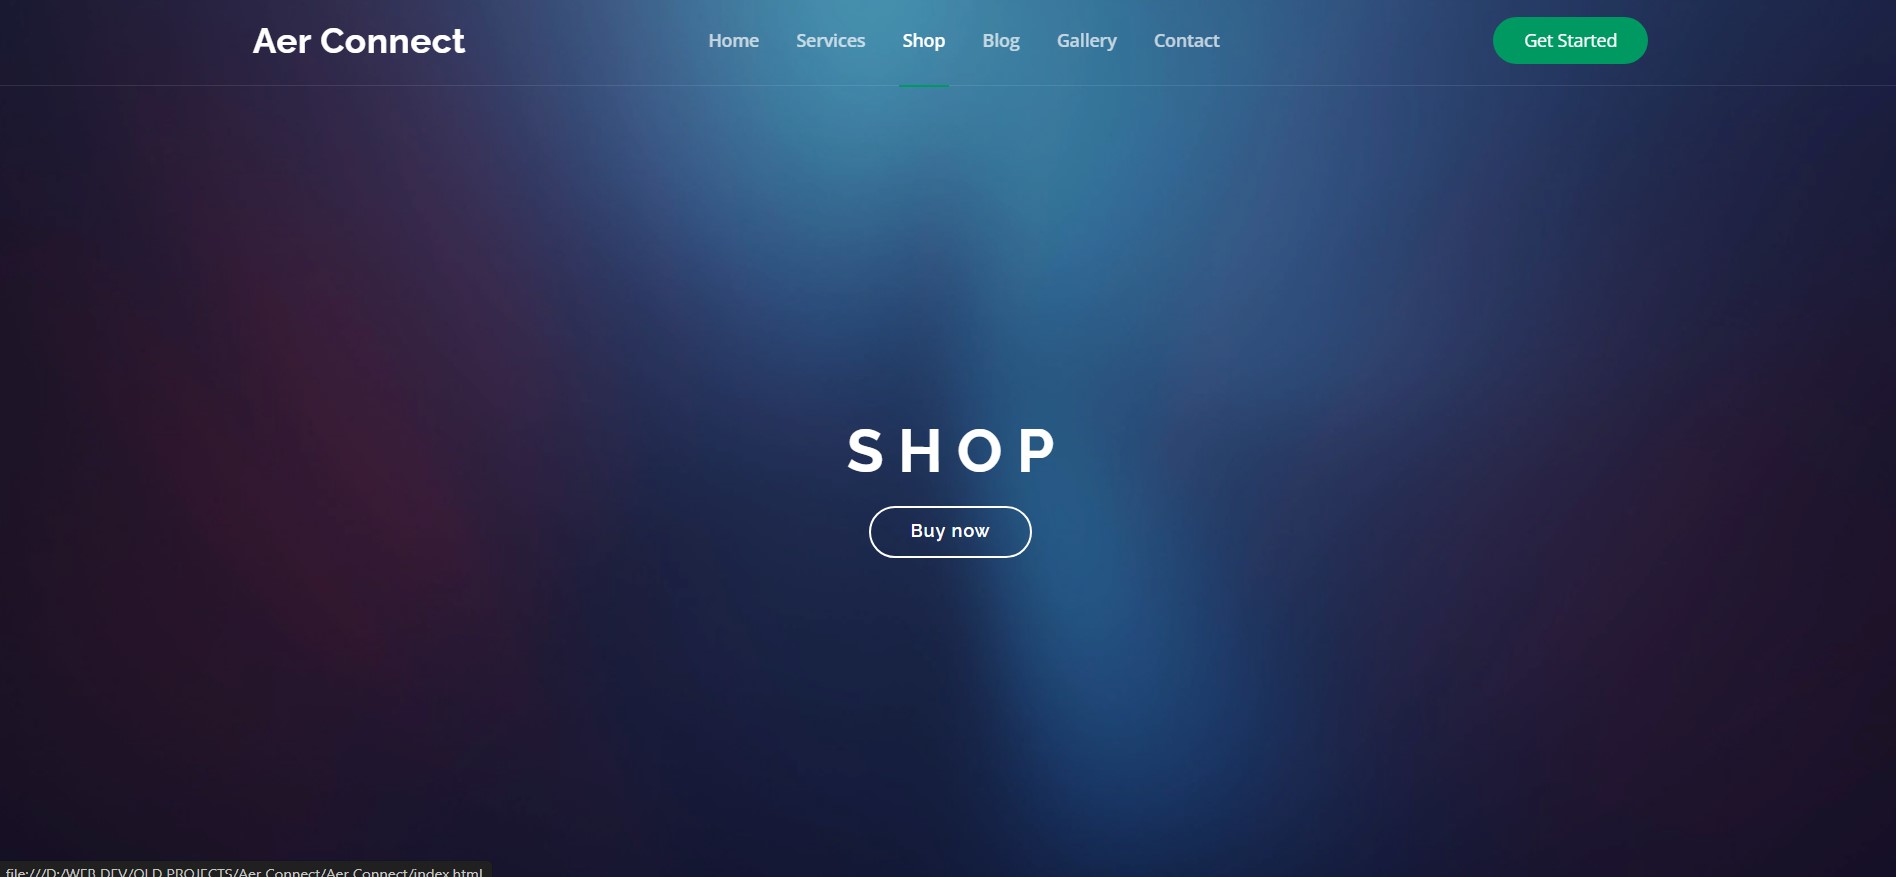 Aer Connect
Home Services Shop Blog Gallery Contact
Get Started
SHOP
Buy now
file:///D:/WEB DEV/OLD PROJECTS/Aer Connect/Aer Connect/index.html